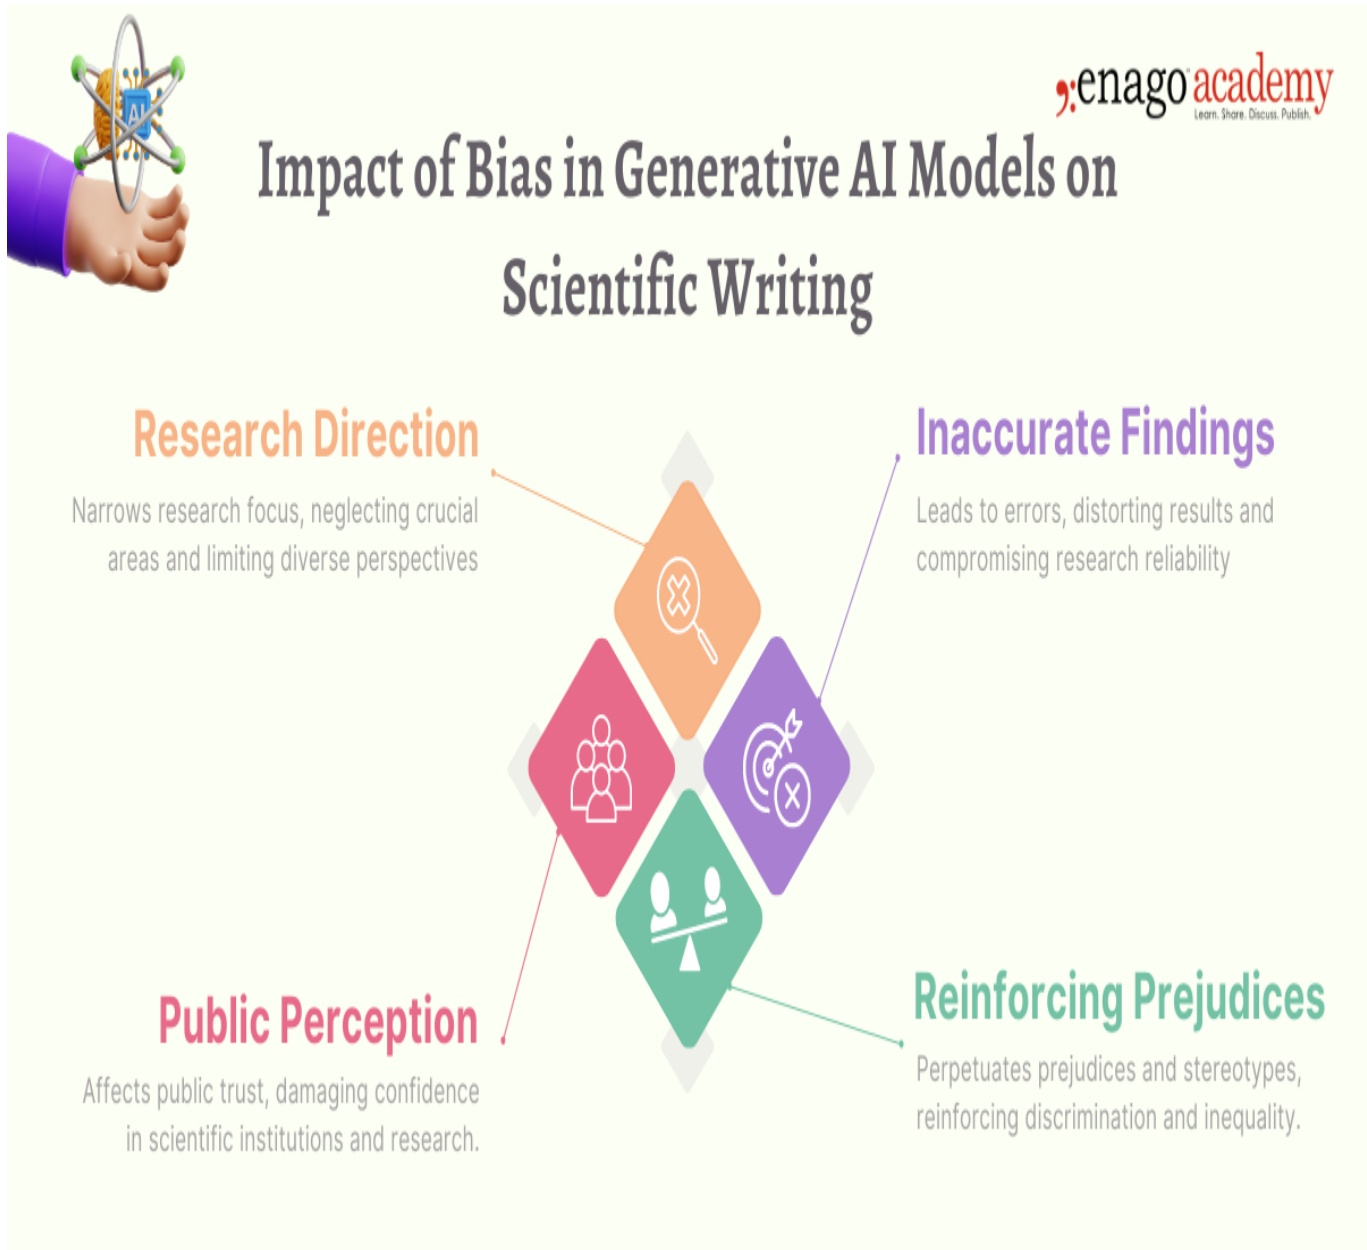 AI
enago academy
Learn. Share. Discuss. Publish.
Impact of Bias in Generative AI Models on
Scientific Writing
Research Direction
Narrows research focus, neglecting crucial
areas and limiting diverse perspectives
Inaccurate Findings
Leads to errors, distorting results and
compromising research reliability
Public Perception
Affects public trust, damaging confidence
in scientific institutions and research.
Reinforcing Prejudices
Perpetuates prejudices and stereotypes,
reinforcing discrimination and inequality.